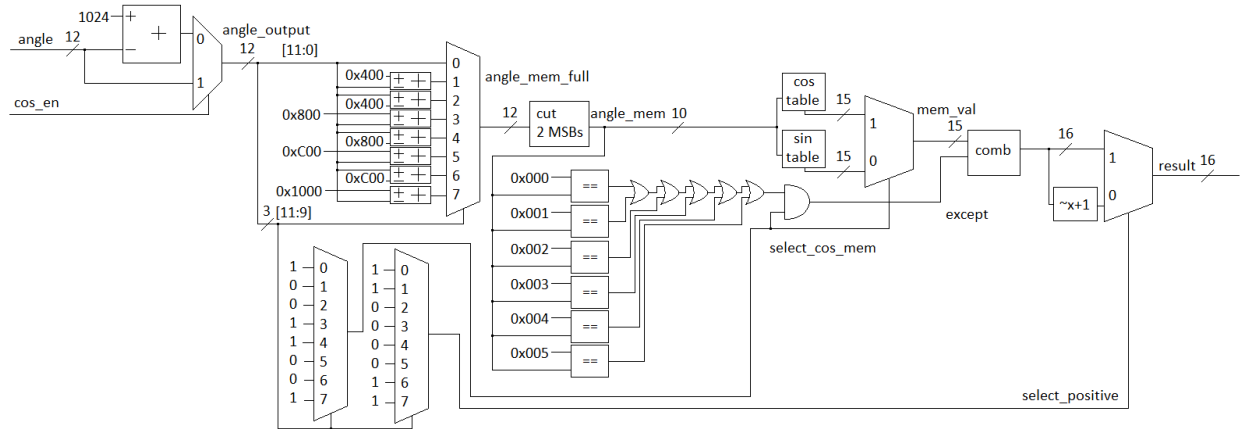 1024
+
−
+
angle
12
cos_en
0
1
angle_output
12
[11:0]
3
[11:9]
0x400
0x400
0x800
0x800
0xC00
0xC00
0x1000
± +
± +
± +
± +
± +
± +
± +
0
1
2
3
4
5
6
7
angle_mem_full
12
cut
2 MSBs
angle_mem
10
cos
table
sin
table
15
15
1
0
mem_val
15
comb
16
~x+1
1
0
result
16
0x000
==
0x001
==
0x002
==
0x003
==
0x004
==
0x005
==
except
select_cos_mem
select_positive
1 0
0 1
0 2
1 3
1 4
0 5
0 6
1 7
1 0
1 1
0 2
0 3
0 4
0 5
1 6
1 7